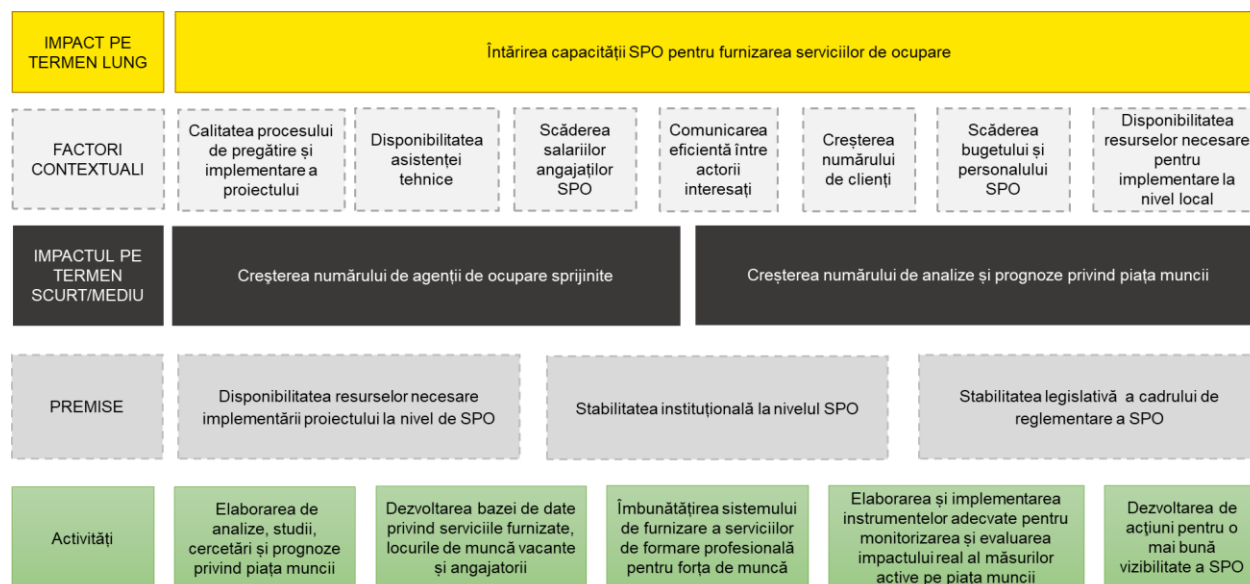 IMPACT PE
TERMEN LUNG
Întărirea capacității SPO pentru furnizarea serviciilor de ocupare
FACTORI
CONTEXTUALI
Calitatea procesului
de pregătire și
implementare a
proiectului
Disponibilitatea
asistenței
tehnice
Scăderea
salariilor
angajaților
SPO
Comunicarea
eficientă între
actorii
interesați
Creșterea
numărului
de clienți
Scăderea
bugetului și
personalului
SPO
Disponibilitatea
resurselor necesare
pentru
implementare la
nivel local
IMPACTUL PE
TERMEN
SCURT/MEDIU
Creșterea numărului de agenții de ocupare sprijinite
Creșterea numărului de analize și prognoze privind piața muncii
PREMISE
Disponibilitatea resurselor necesare
implementării proiectului la nivel de SPO
Stabilitatea instituțională la nivelul SPO
Stabilitatea legislativă a cadrului de
reglementare a SPO
Activități
Elaborarea de
analize, studii,
cercetări și prognoze
privind piața muncii
Dezvoltarea bazei de date
privind serviciile furnizate,
locurile de muncă vacante
și angajatorii
Îmbunătățirea sistemului
de furnizare a serviciilor
de formare profesională
pentru forța de muncă
Elaborarea și implementarea
instrumentelor adecvate pentru
monitorizarea și evaluarea
impactului real al măsurilor
active pe piața muncii
Dezvoltarea de
acţiuni pentru o
mai bună
vizibilitate a SPO